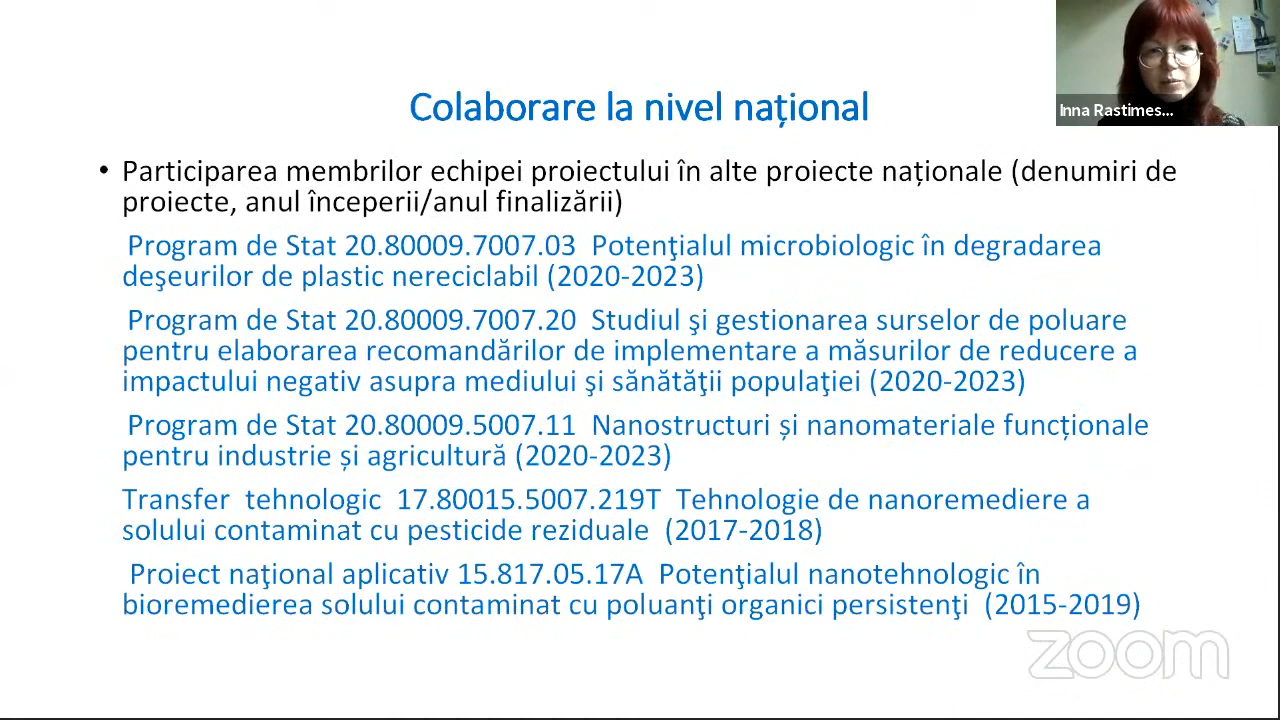 Colaborare la nivel național
Inna Rastimes...
• Participarea membrilor echipei proiectului în alte proiecte naționale (denumiri de
proiecte, anul începerii/anul finalizării)
Program de Stat 20.80009.7007.03 Potenţialul microbiologic în degradarea
deşeurilor de plastic nereciclabil (2020-2023)
Program de Stat 20.80009.7007.20 Studiul şi gestionarea surselor de poluare
pentru elaborarea recomandărilor de implementare a măsurilor de reducere a
impactului negativ asupra mediului şi sănătăţii populaţiei (2020-2023)
Program de Stat 20.80009.5007.11 Nanostructuri și nanomateriale funcționale
pentru industrie și agricultură (2020-2023)
Transfer tehnologic 17.80015.5007.219T Tehnologie de nanoremediere a
solului contaminat cu pesticide reziduale (2017-2018)
Proiect naţional aplicativ 15.817.05.17A Potenţialul nanotehnologic în
bioremedierea solului contaminat cu poluanţi organici persistenţi (2015-2019)
zoom